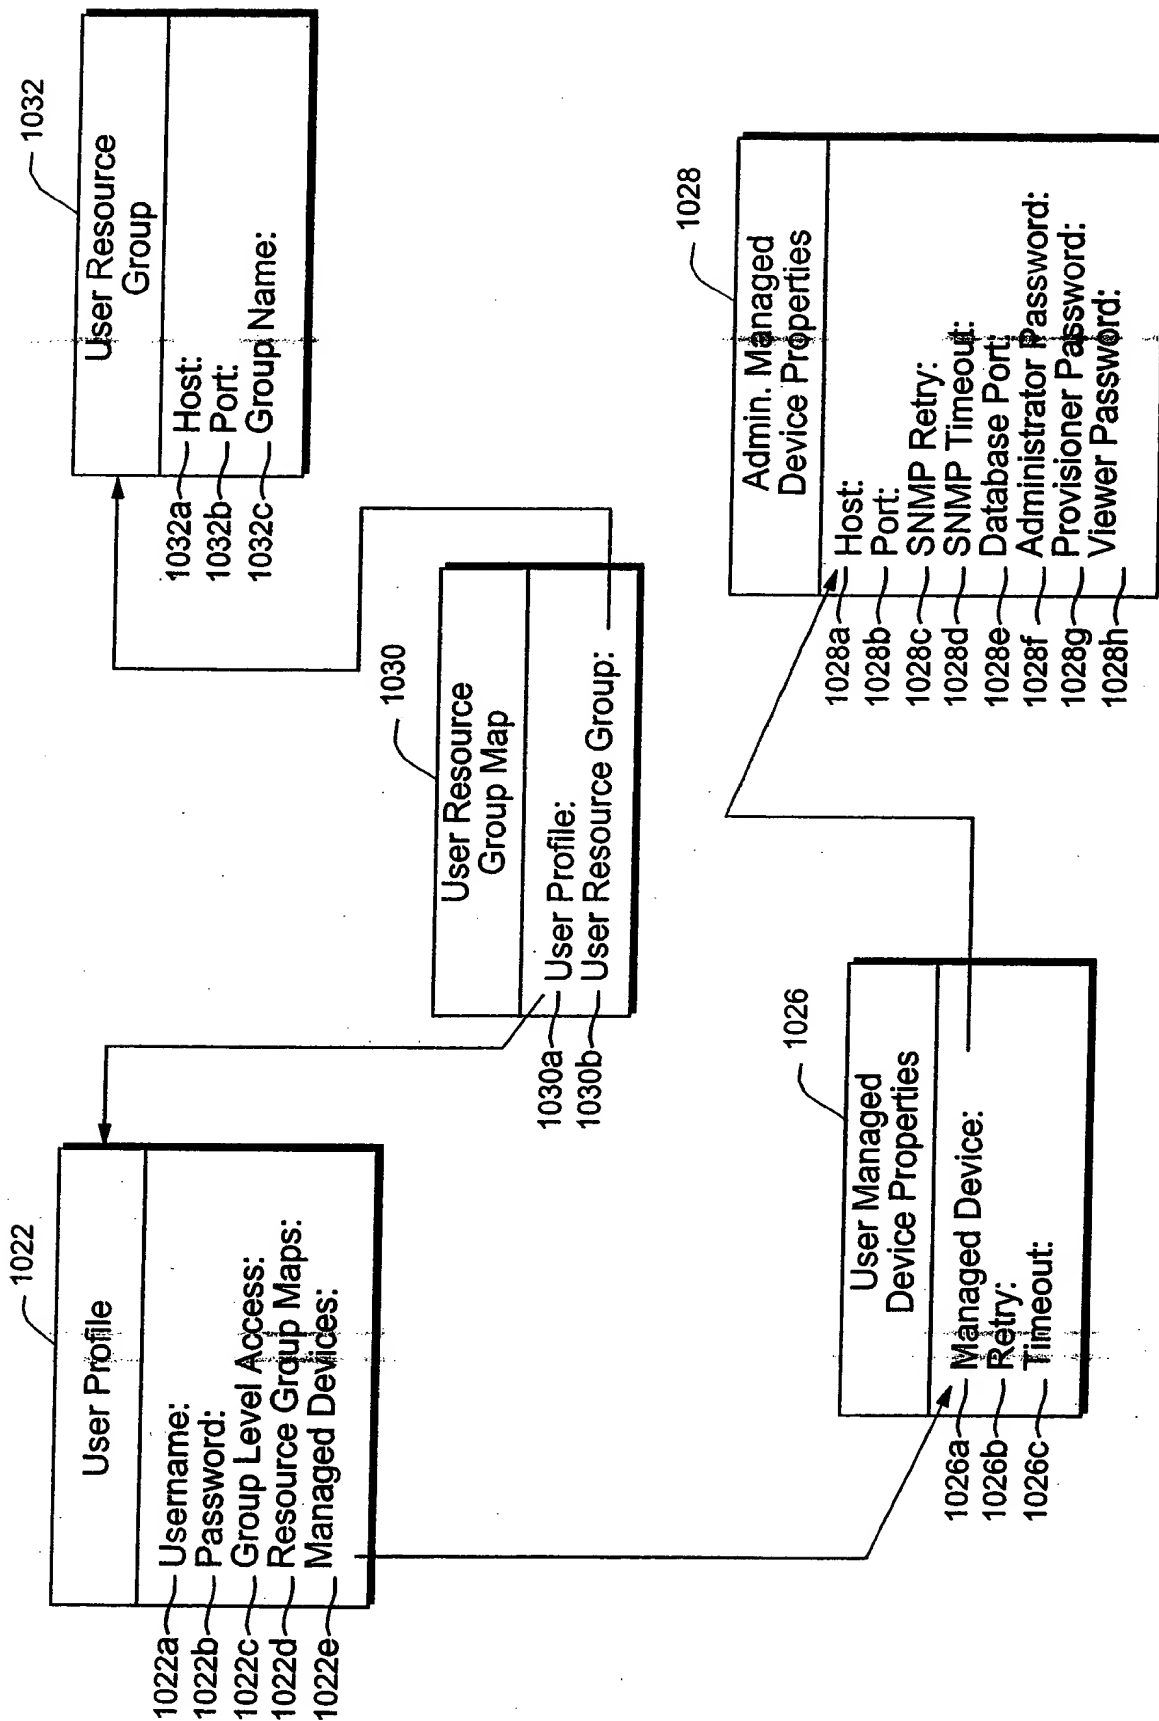 1022
User Profile
1022a
Username:
1022b
Password:
1022c
Group Level Access:
1022d
Resource Group Maps:
1022e
Managed Devices:
1030
User Resource
Group Map
1030a
User Profile:
1030b
User Resource Group:
1032
User Resource
Group
1032a
Host:
1032b
Port:
1032c
Group Name:
1026
User Managed
Device Properties
1026a
Managed Device:
1026b
Retry:
1026c
Timeout:
1028
Admin. Managed
Device Properties
1028a
Host:
1028b
Port:
1028c
SNMP Retry:
1028d
SNMP Timeout:
1028e
Database Port:
1028f
Administrator Password:
1028g
Provisioner Password:
1028h
Viewer Password: